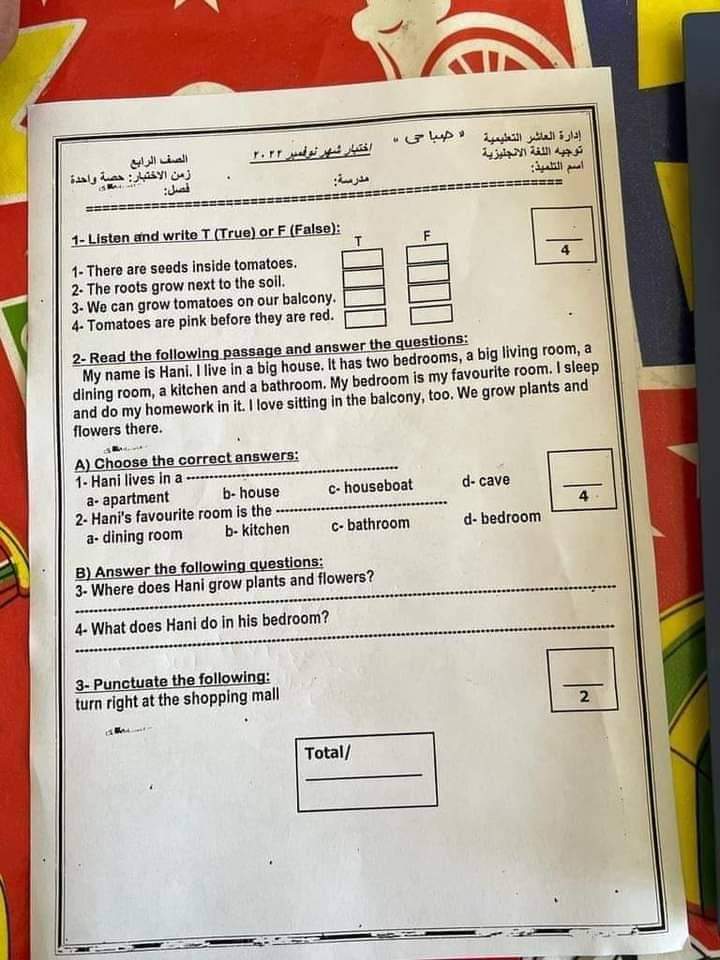 إدارة العاشر التعليمية
توجيه اللغة الانجليزية
اسم التلميذ:
" صباحى "
اختبار شهر نوفمبر ٢٠٢٢
مدرسة:
الصف الرابع
زمن الاختبار: حصة واحدة
فصل:
1- Listen and write T (True) or F (False):
T F
1- There are seeds inside tomatoes.
2- The roots grow next to the soil.
3- We can grow tomatoes on our balcony.
4- Tomatoes are pink before they are red.
4
2- Read the following passage and answer the questions:
My name is Hani. I live in a big house. It has two bedrooms, a big living room, a
dining room, a kitchen and a bathroom. My bedroom is my favourite room. I sleep
and do my homework in it. I love sitting in the balcony, too. We grow plants and
flowers there.
A) Choose the correct answers:
1- Hani lives in a --------------------
a- apartment b- house c- houseboat d- cave
2- Hani's favourite room is the --------------------
a- dining room b- kitchen c- bathroom d- bedroom
4
B) Answer the following questions:
3- Where does Hani grow plants and flowers?
4- What does Hani do in his bedroom?
3- Punctuate the following:
turn right at the shopping mall
2
Total/